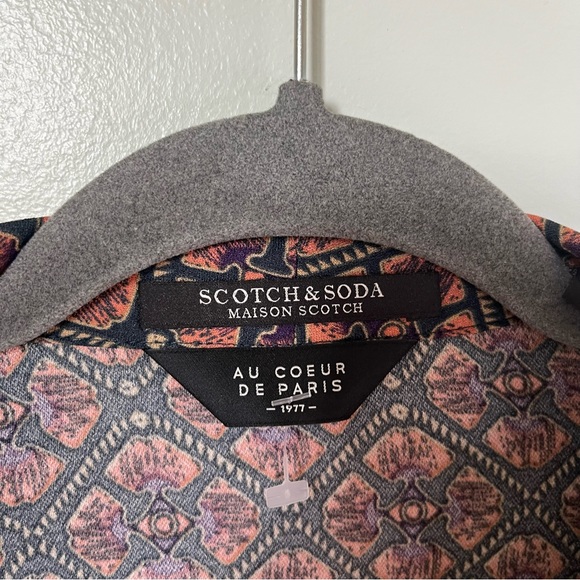 SCOTCH & SODA
MAISON SCOTCH
AU COEUR
DE PARIS
— 1977 —